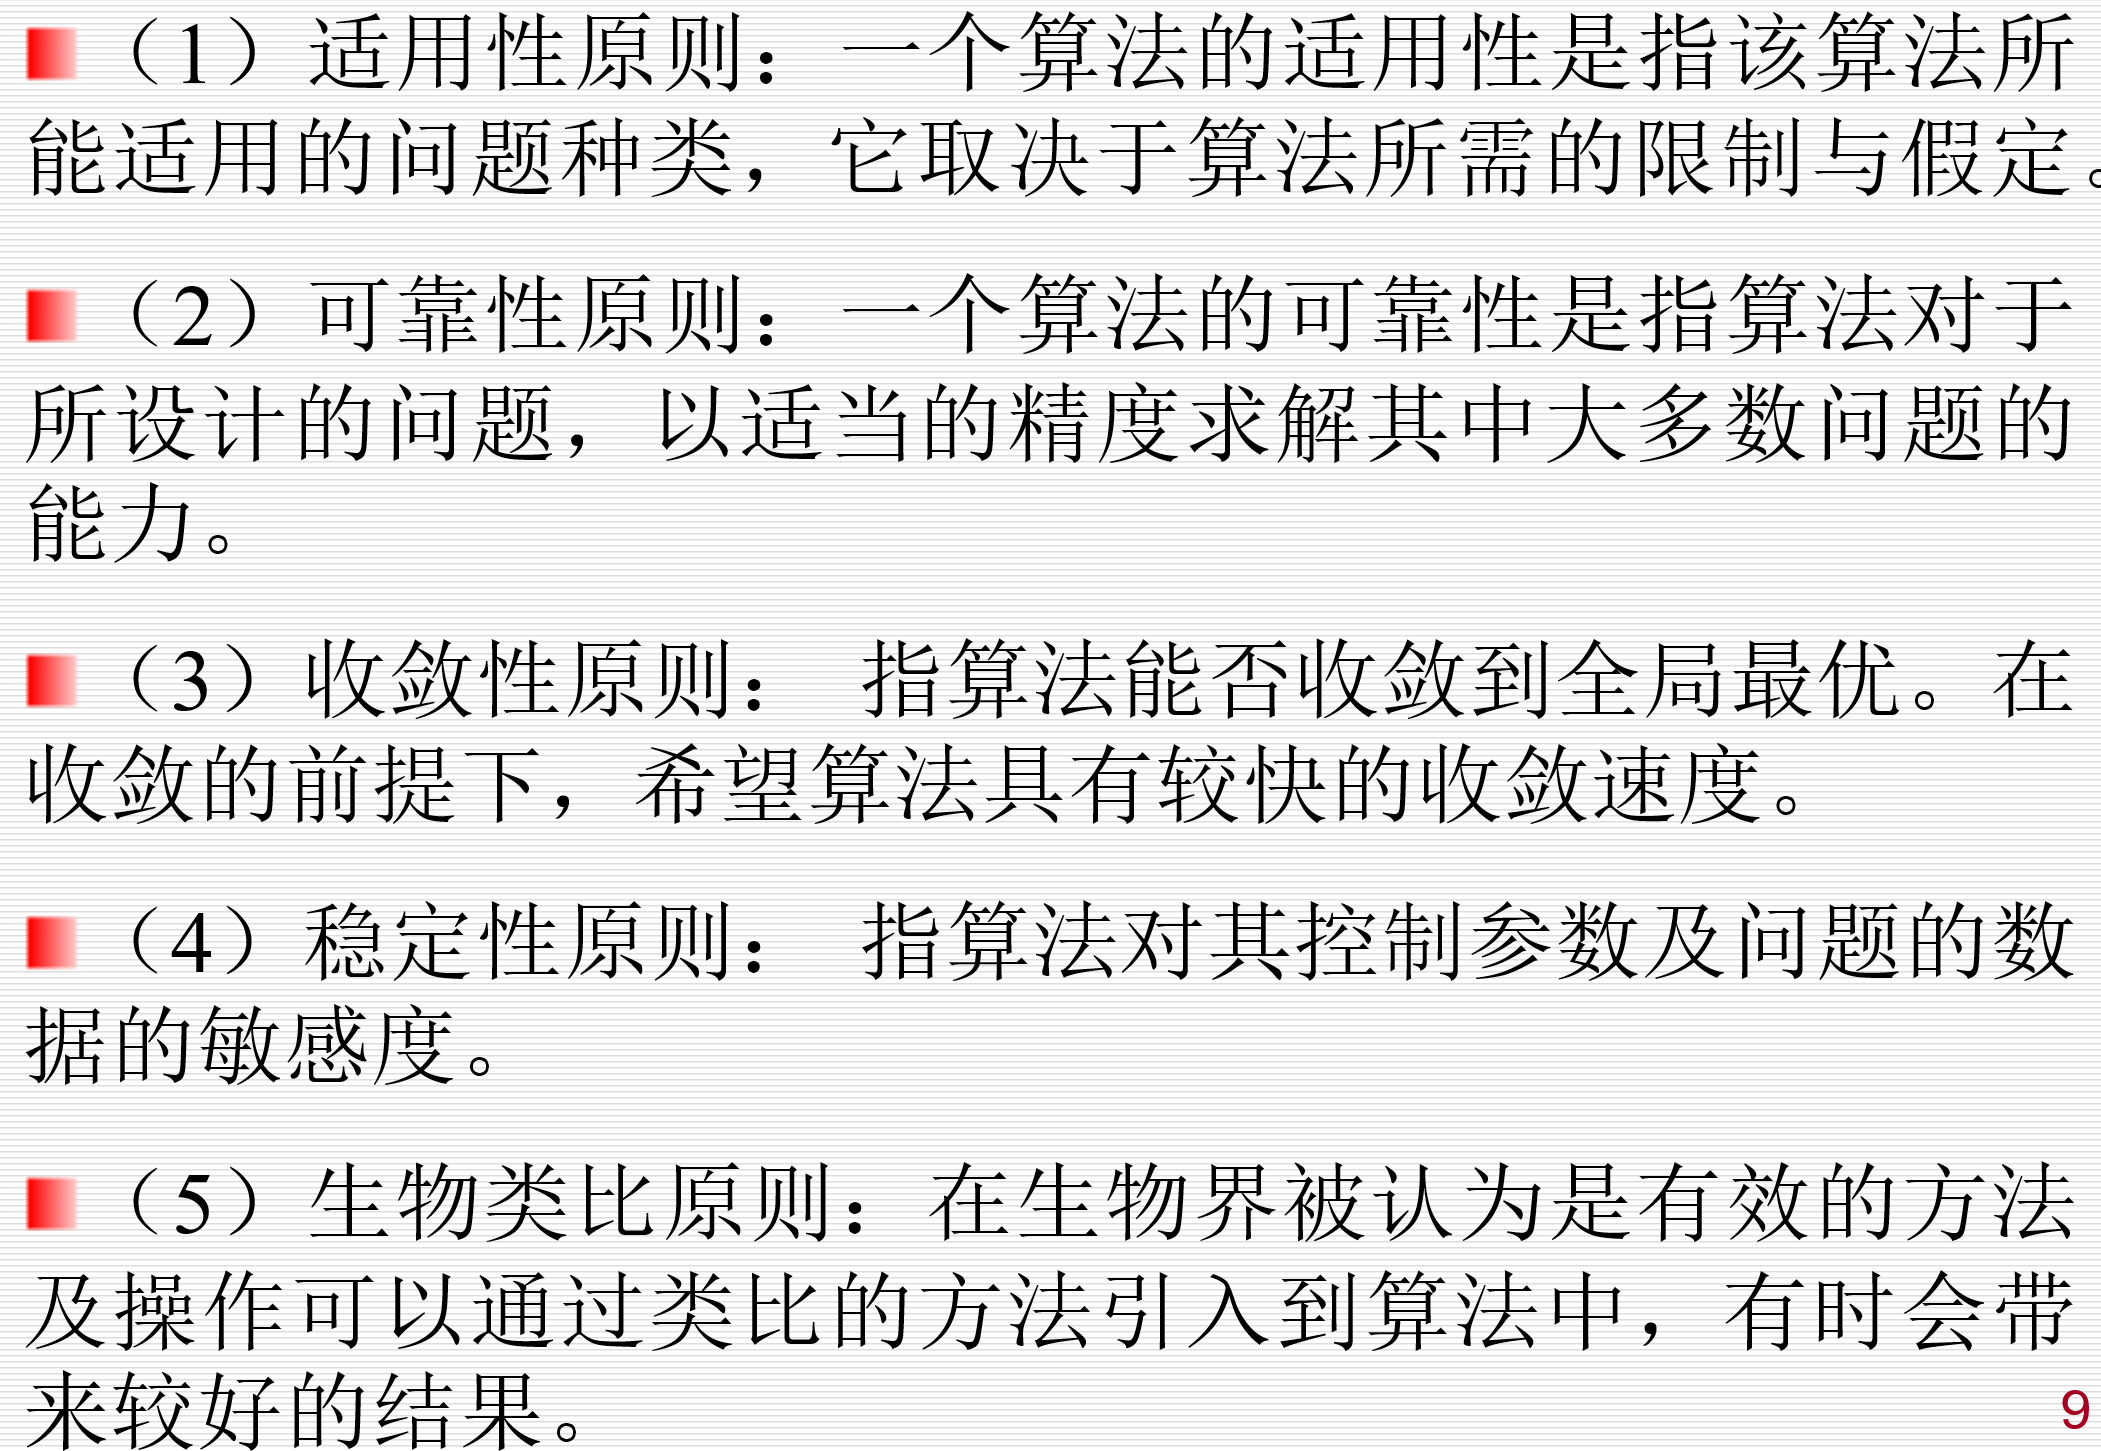 （1）适用性原则：一个算法的适用性是指该算法所
能适用的问题种类，它取决于算法所需的限制与假定。
（2）可靠性原则：一个算法的可靠性是指算法对于
所设计的问题，以适当的精度求解其中大多数问题的
能力。
（3）收敛性原则： 指算法能否收敛到全局最优。在
收敛的前提下，希望算法具有较快的收敛速度。
（4）稳定性原则： 指算法对其控制参数及问题的数
据的敏感度。
（5）生物类比原则：在生物界被认为是有效的方法
及操作可以通过类比的方法引入到算法中，有时会带
来较好的结果。
9